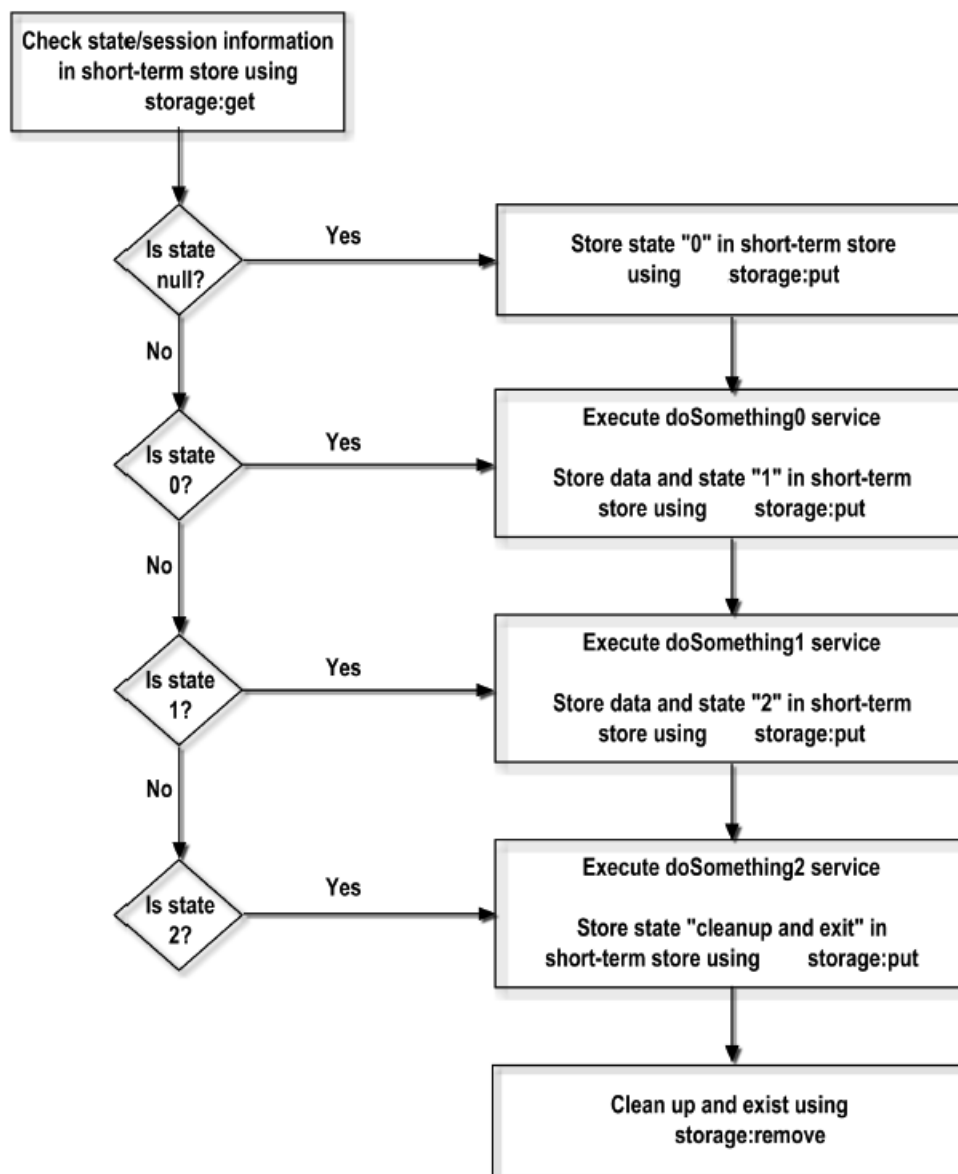 Check state/session information
in short-term store using
storage:get
Is state
null?
Yes
Store state "0" in short-term store
using storage:put
No
Is state
0?
Yes
Execute doSomething0 service
Store data and state "1" in short-term
store using storage:put
No
Is state
1?
Yes
Execute doSomething1 service
Store data and state "2" in short-term
store using storage:put
No
Is state
2?
Yes
Execute doSomething2 service
Store state "cleanup and exit" in
short-term store using storage:put
Clean up and exist using
storage:remove